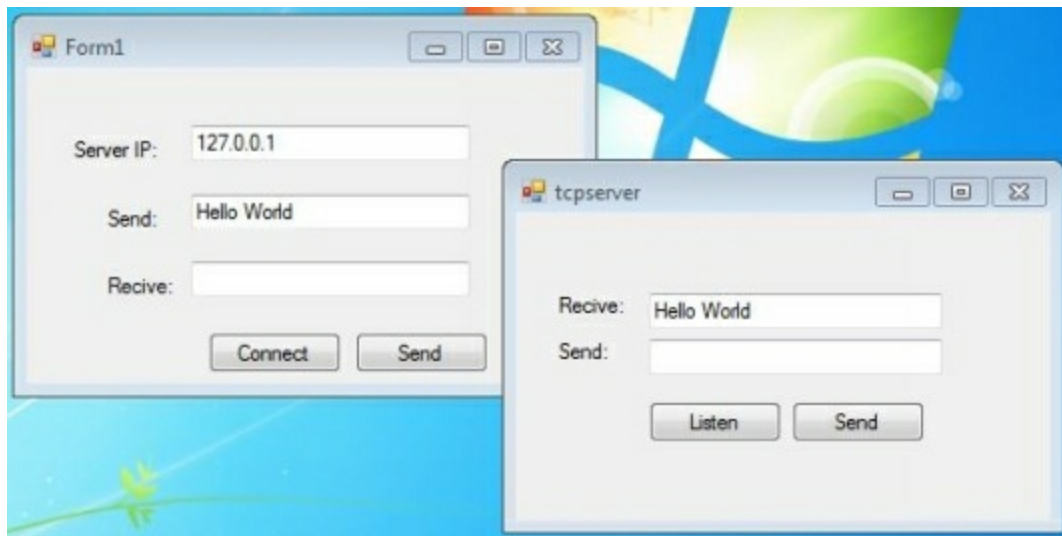 Form1
Server IP: 127.0.0.1
Send: Hello World
Recive:
Connect Send
tcpserver
Recive: Hello World
Send:
Listen Send